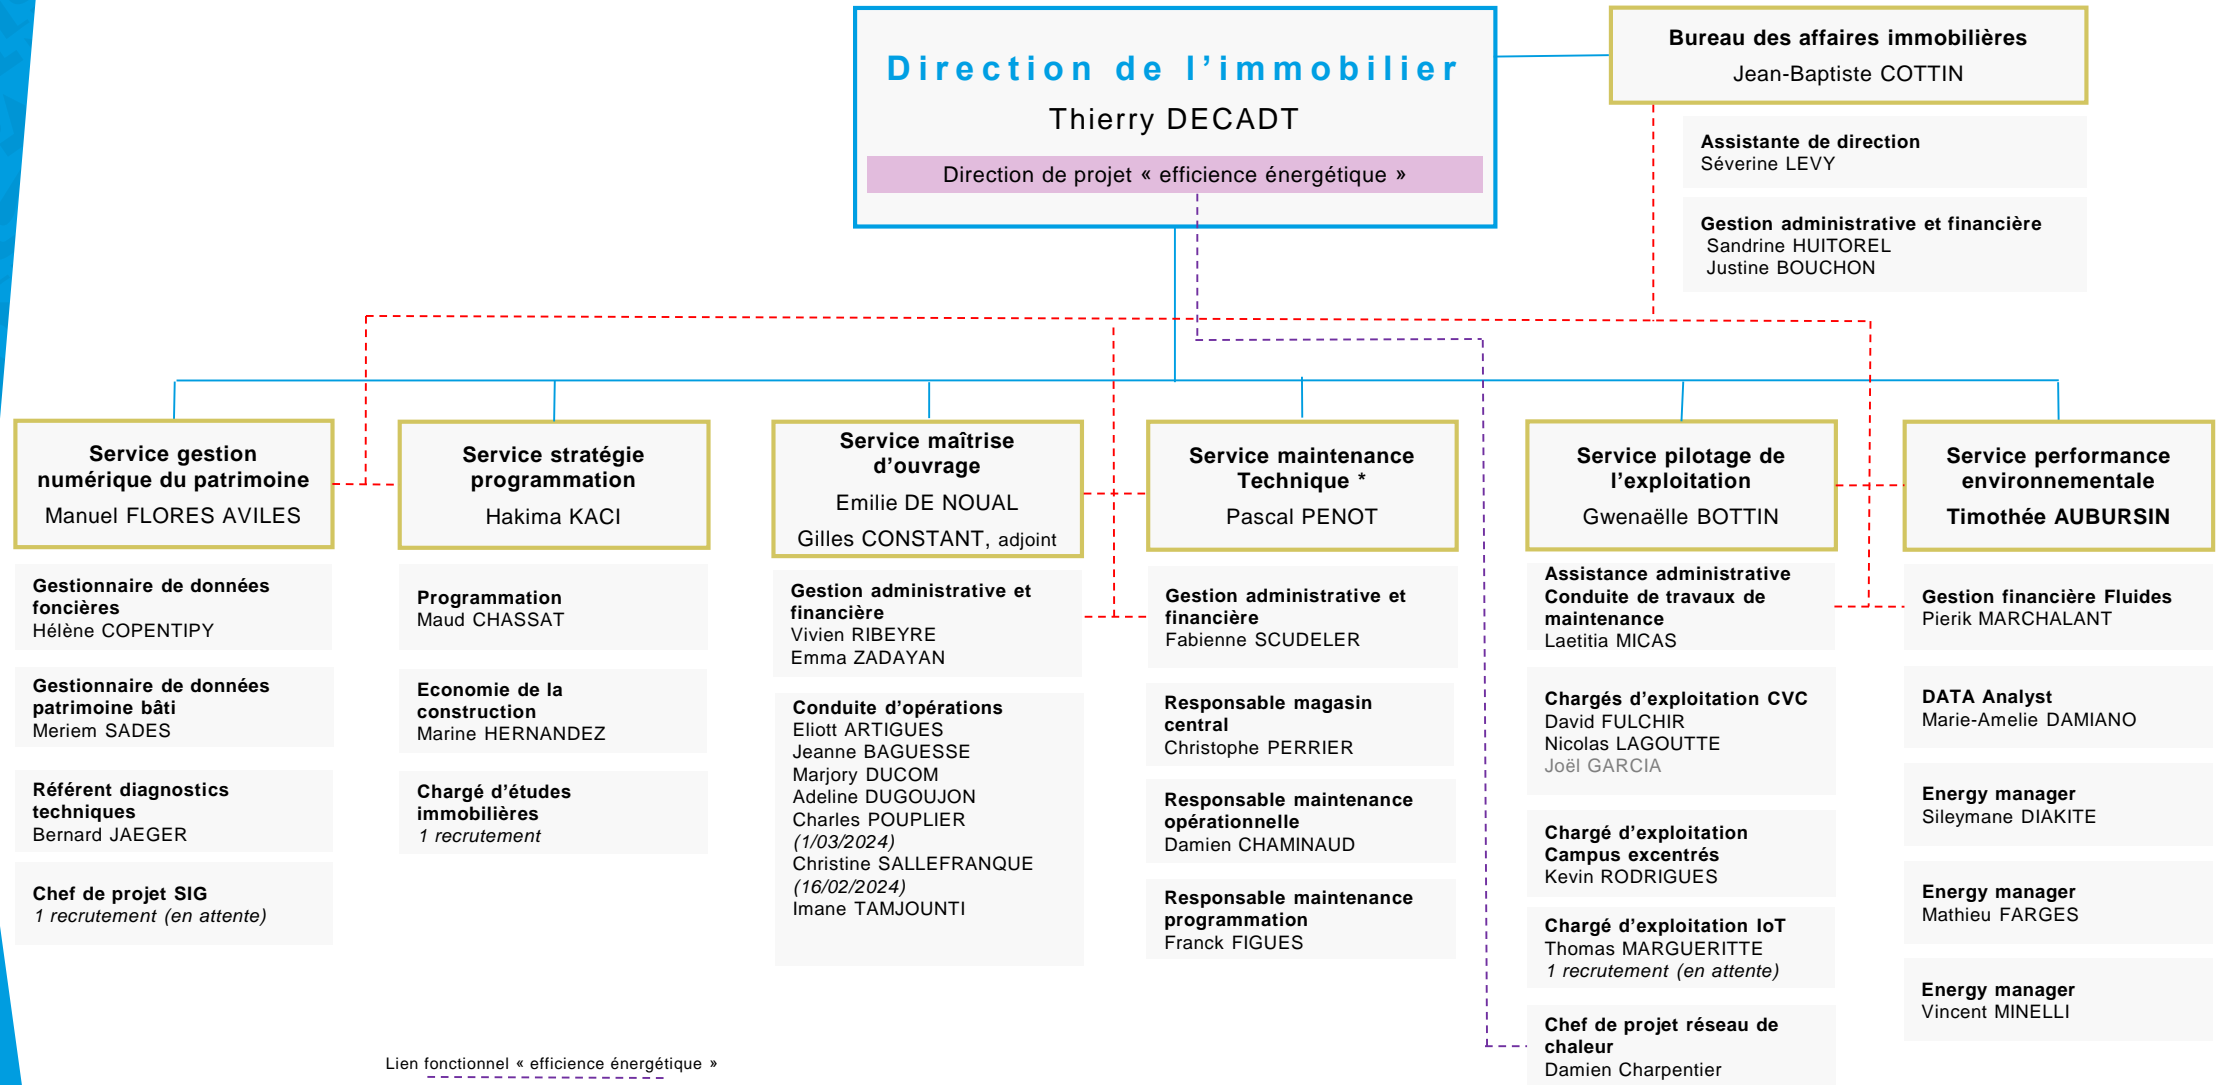 Direction de l’immobilier
Thierry DECADT
Direction de projet « efficience énergétique »
Bureau des affaires immobilières
Jean-Baptiste COTTIN
Assistante de direction
Séverine LEVY
Gestion administrative et financière
Sandrine HUITOREL
Justine BOUCHON
Service gestion
numérique du patrimoine
Manuel FLORES AVILES
Gestionnaire de données
foncières
Hélène COPENTIPY
Gestionnaire de données
patrimoine bâti
Meriem SADES
Référent diagnostics
techniques
Bernard JAEGER
Chef de projet SIG
1 recrutement (en attente)
Service stratégie
programmation
Hakima KACI
Programmation
Maud CHASSAT
Economie de la
construction
Marine HERNANDEZ
Chargé d’études
immobilières
1 recrutement
Service maîtrise
d’ouvrage
Emilie DE NOUAL
Gilles CONSTANT, adjoint
Gestion administrative et
financière
Vivien RIBEYRE
Emma ZADAYAN
Conduite d’opérations
Eliott ARTIGUES
Jeanne BAGUESSE
Marjory DUCOM
Adeline DUGOUJON
Charles POUPLIER
(1/03/2024)
Christine SALLEFRANQUE
(16/02/2024)
Imane TAMJOUNTI
Service maintenance
Technique *
Pascal PENOT
Gestion administrative et
financière
Fabienne SCUDELER
Responsable magasin
central
Christophe PERRIER
Responsable maintenance
opérationnelle
Damien CHAMINAUD
Responsable maintenance
programmation
Franck FIGUES
Service pilotage de
l’exploitation
Gwenaëlle BOTTIN
Assistance administrative
Conduite de travaux de
maintenance
Laetitia MICAS
Chargés d’exploitation CVC
David FULCHIR
Nicolas LAGOUTTE
Joël GARCIA
Chargé d’exploitation
Campus excentrés
Kevin RODRIGUES
Chargé d’exploitation IoT
Thomas MARGUERITTE
1 recrutement (en attente)
Chef de projet réseau de
chaleur
Damien Charpentier
Service performance
environnementale
Timothée AUBURSIN
Gestion financière Fluides
Pierik MARCHALANT
DATA Analyst
Marie-Amelie DAMIANO
Energy manager
Sileymane DIAKITE
Energy manager
Mathieu FARGES
Energy manager
Vincent MINELLI
Lien fonctionnel « efficience énergétique »